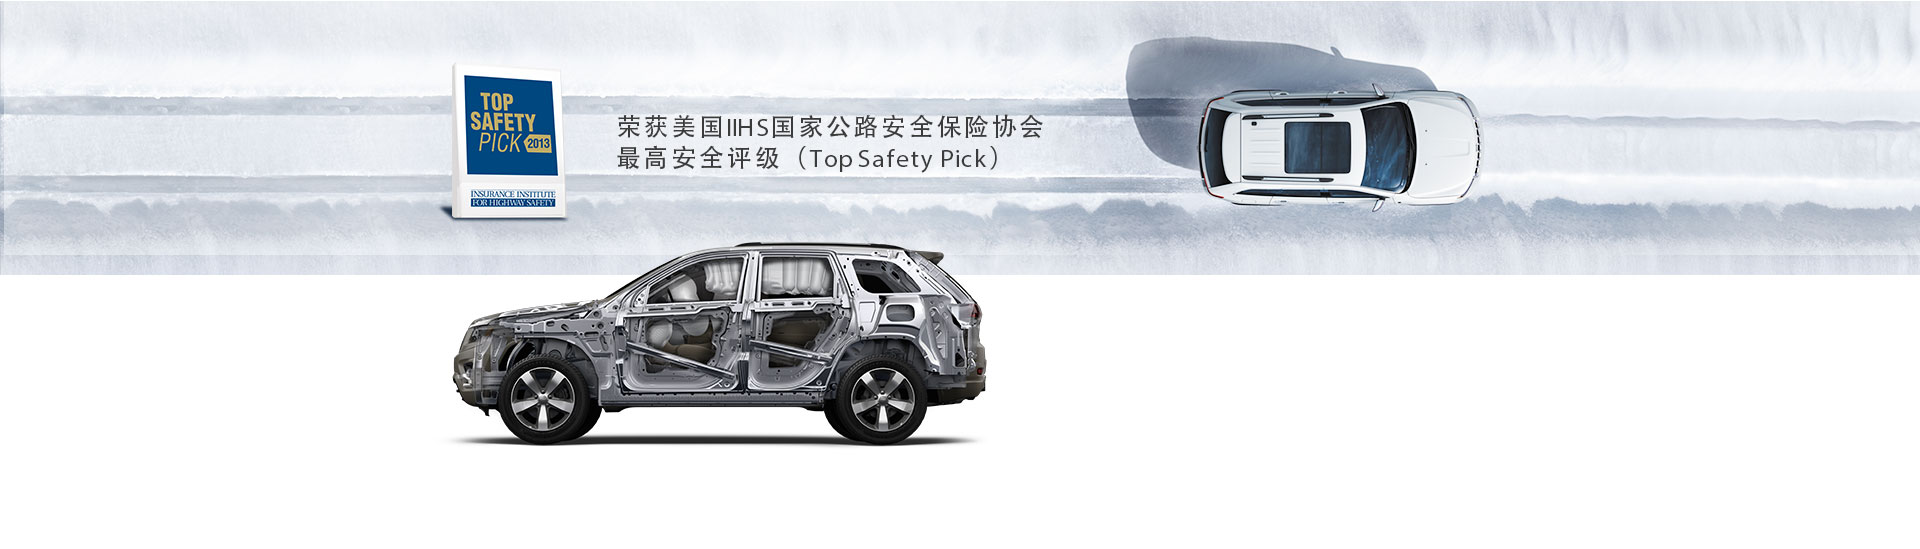 TOP
SAFETY
PICK 2013
INSURANCE INSTITUTE
FOR HIGHWAY SAFETY
荣获美国IIHS国家公路安全保险协会
最高安全评级（Top Safety Pick）